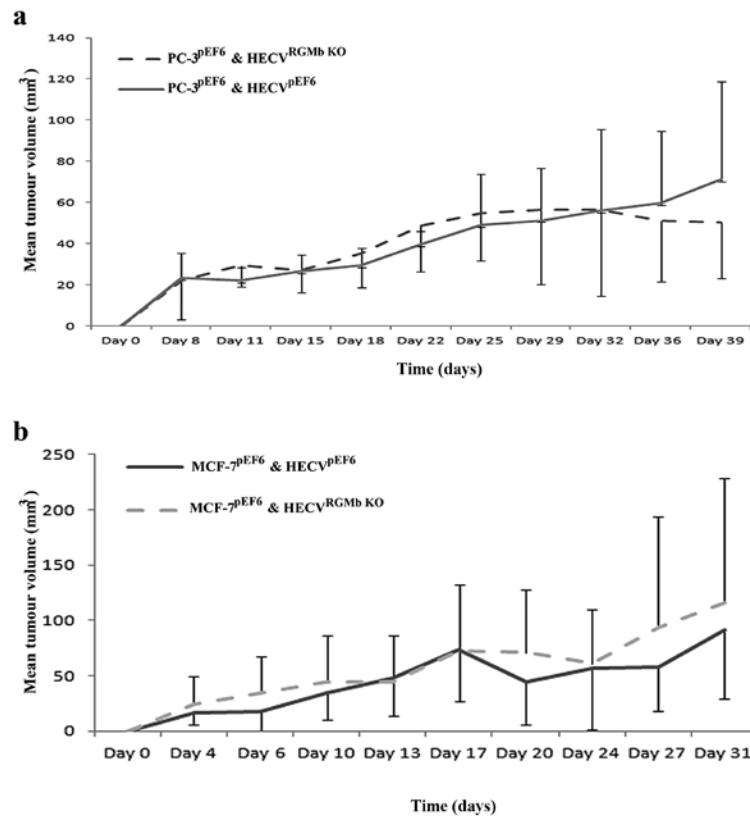 a
Mean tumour volume (mm3)
140
120
100
80
60
40
20
0
PC-3pEF6 & HECVRGMb KO
PC-3pEF6 & HECVpEF6
Day 0 Day 8 Day 11 Day 15 Day 18 Day 22 Day 25 Day 29 Day 32 Day 36 Day 39
Time (days)
b
Mean tumour volume (mm3)
250
200
150
100
50
0
MCF-7pEF6 & HECVpEF6
MCF-7pEF6 & HECVRGMb KO
Day 0 Day 4 Day 6 Day 10 Day 13 Day 17 Day 20 Day 24 Day 27 Day 31
Time (days)